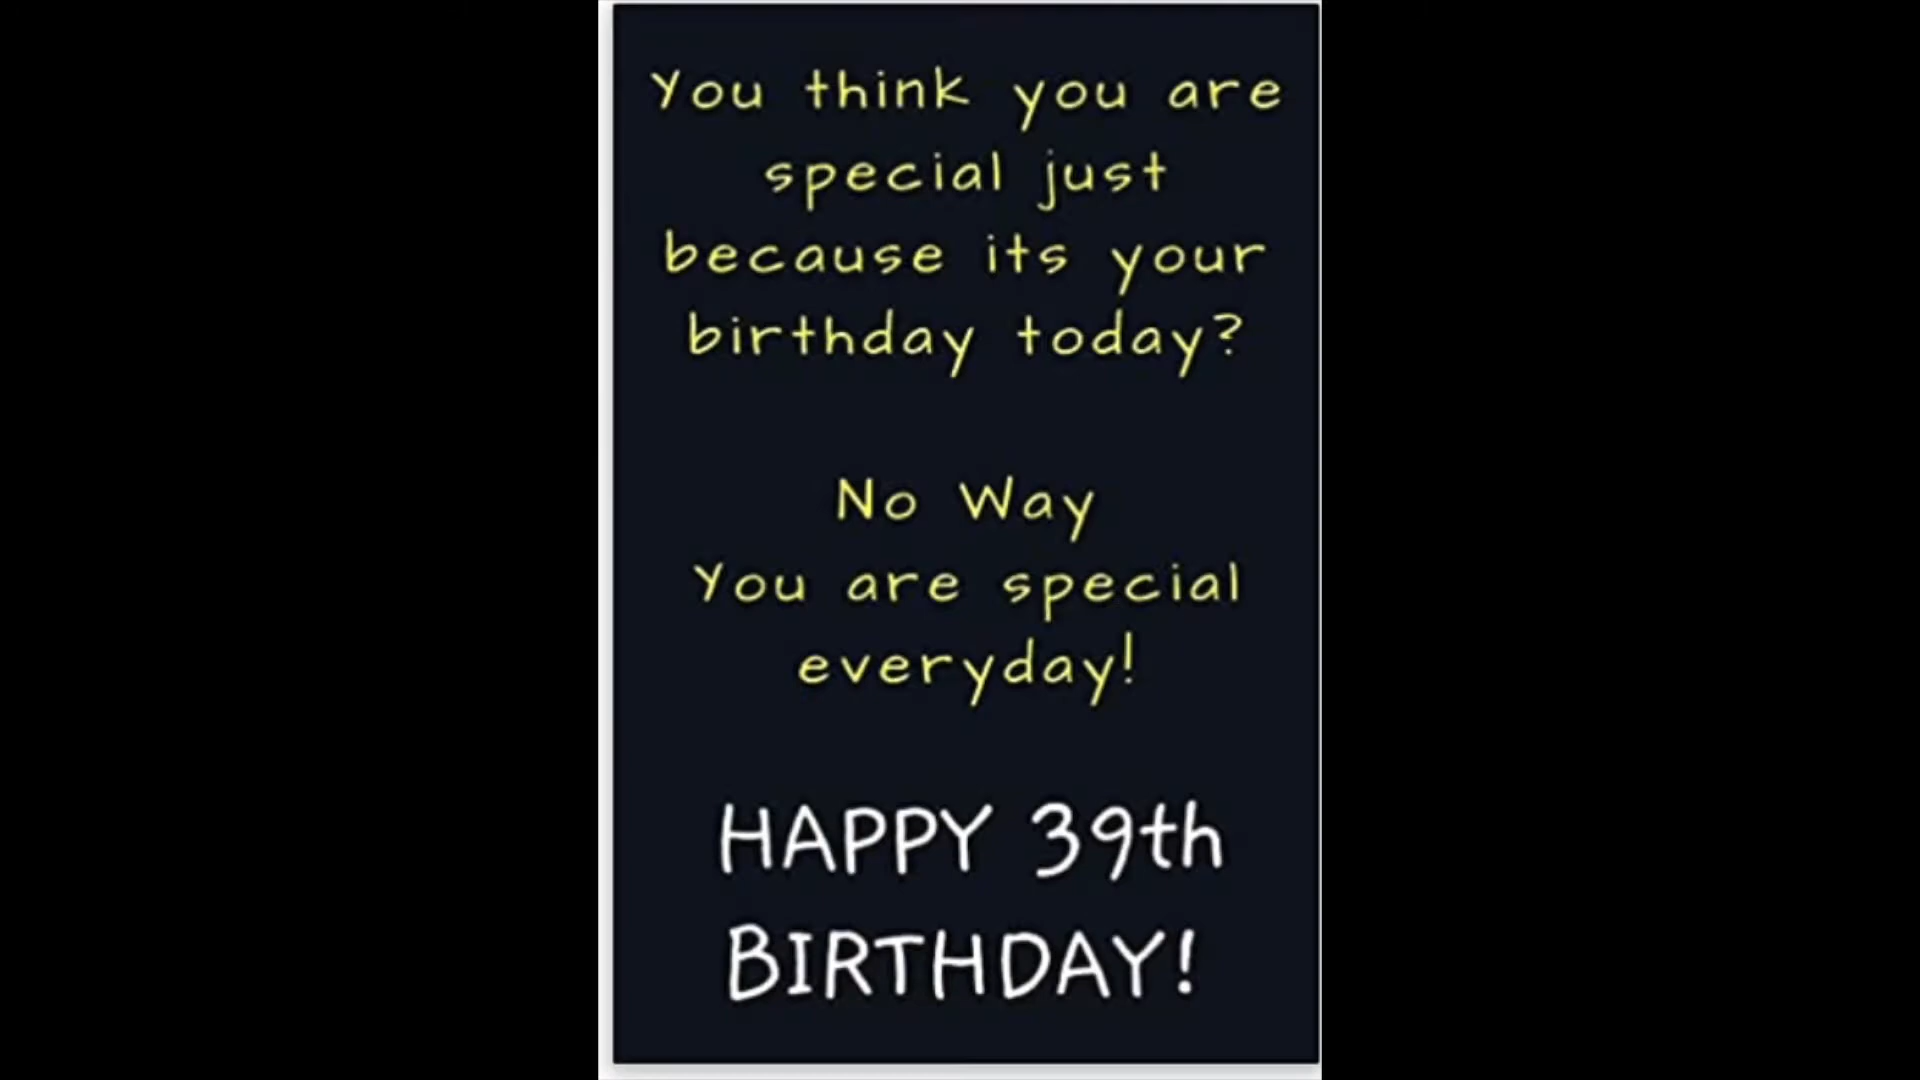 You think you are
special just
because its your
birthday today?
No Way
You are special
everyday!
HAPPY 39th
BIRTHDAY!